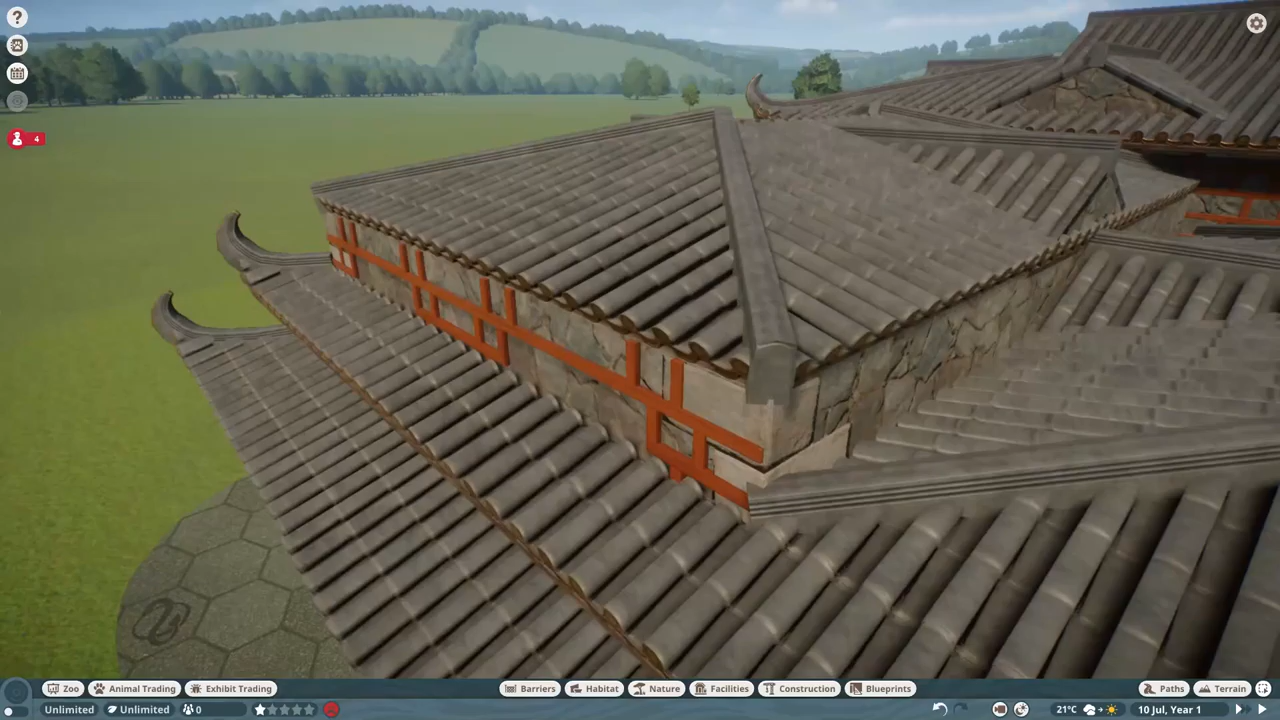 ?
4
Zoo
Animal Trading
Exhibit Trading
Barriers
Habitat
Nature
Facilities
Construction
Blueprints
Paths
Terrain
Unlimited
Unlimited
0
21°C
10 Jul, Year 1